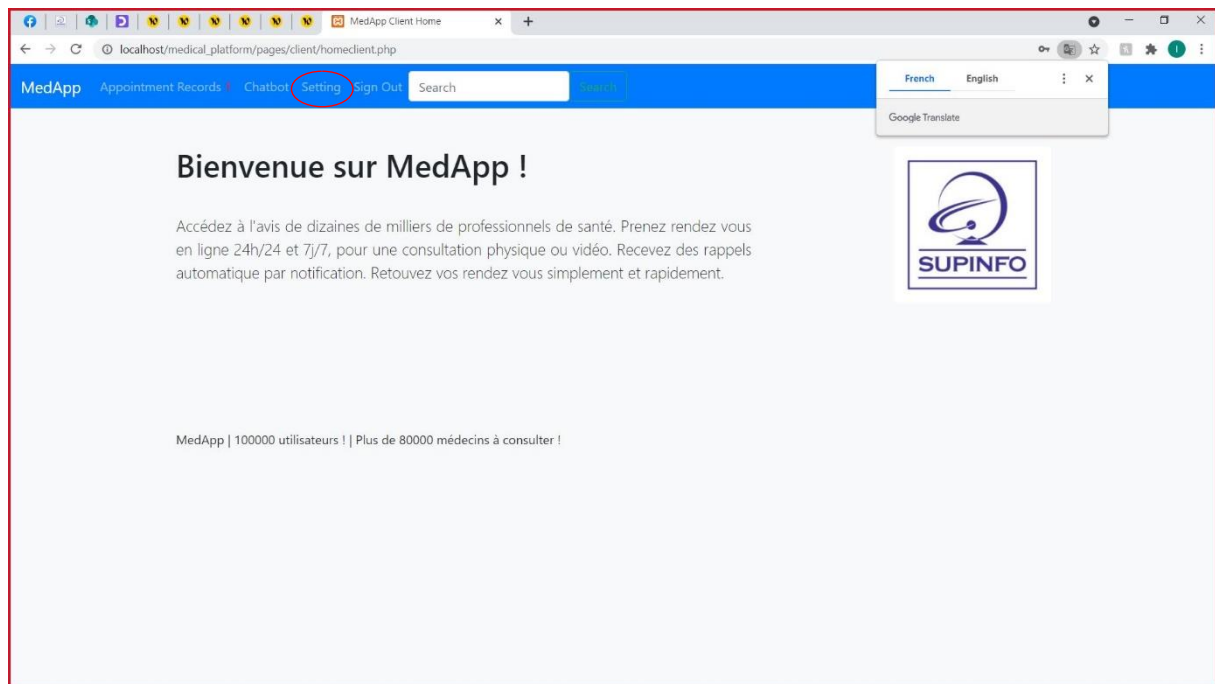 MedApp Client Home
localhost/medical_platform/pages/client/homeclient.php
MedApp Appointment Records Chatbot Setting Sign Out Search Search
French English
Google Translate
Bienvenue sur MedApp !
Accédez à l'avis de dizaines de milliers de professionnels de santé. Prenez rendez vous
en ligne 24h/24 et 7j/7, pour une consultation physique ou vidéo. Recevez des rappels
automatique par notification. Retouvez vos rendez vous simplement et rapidement.
SUPINFO
MedApp | 100000 utilisateurs ! | Plus de 80000 médecins à consulter !